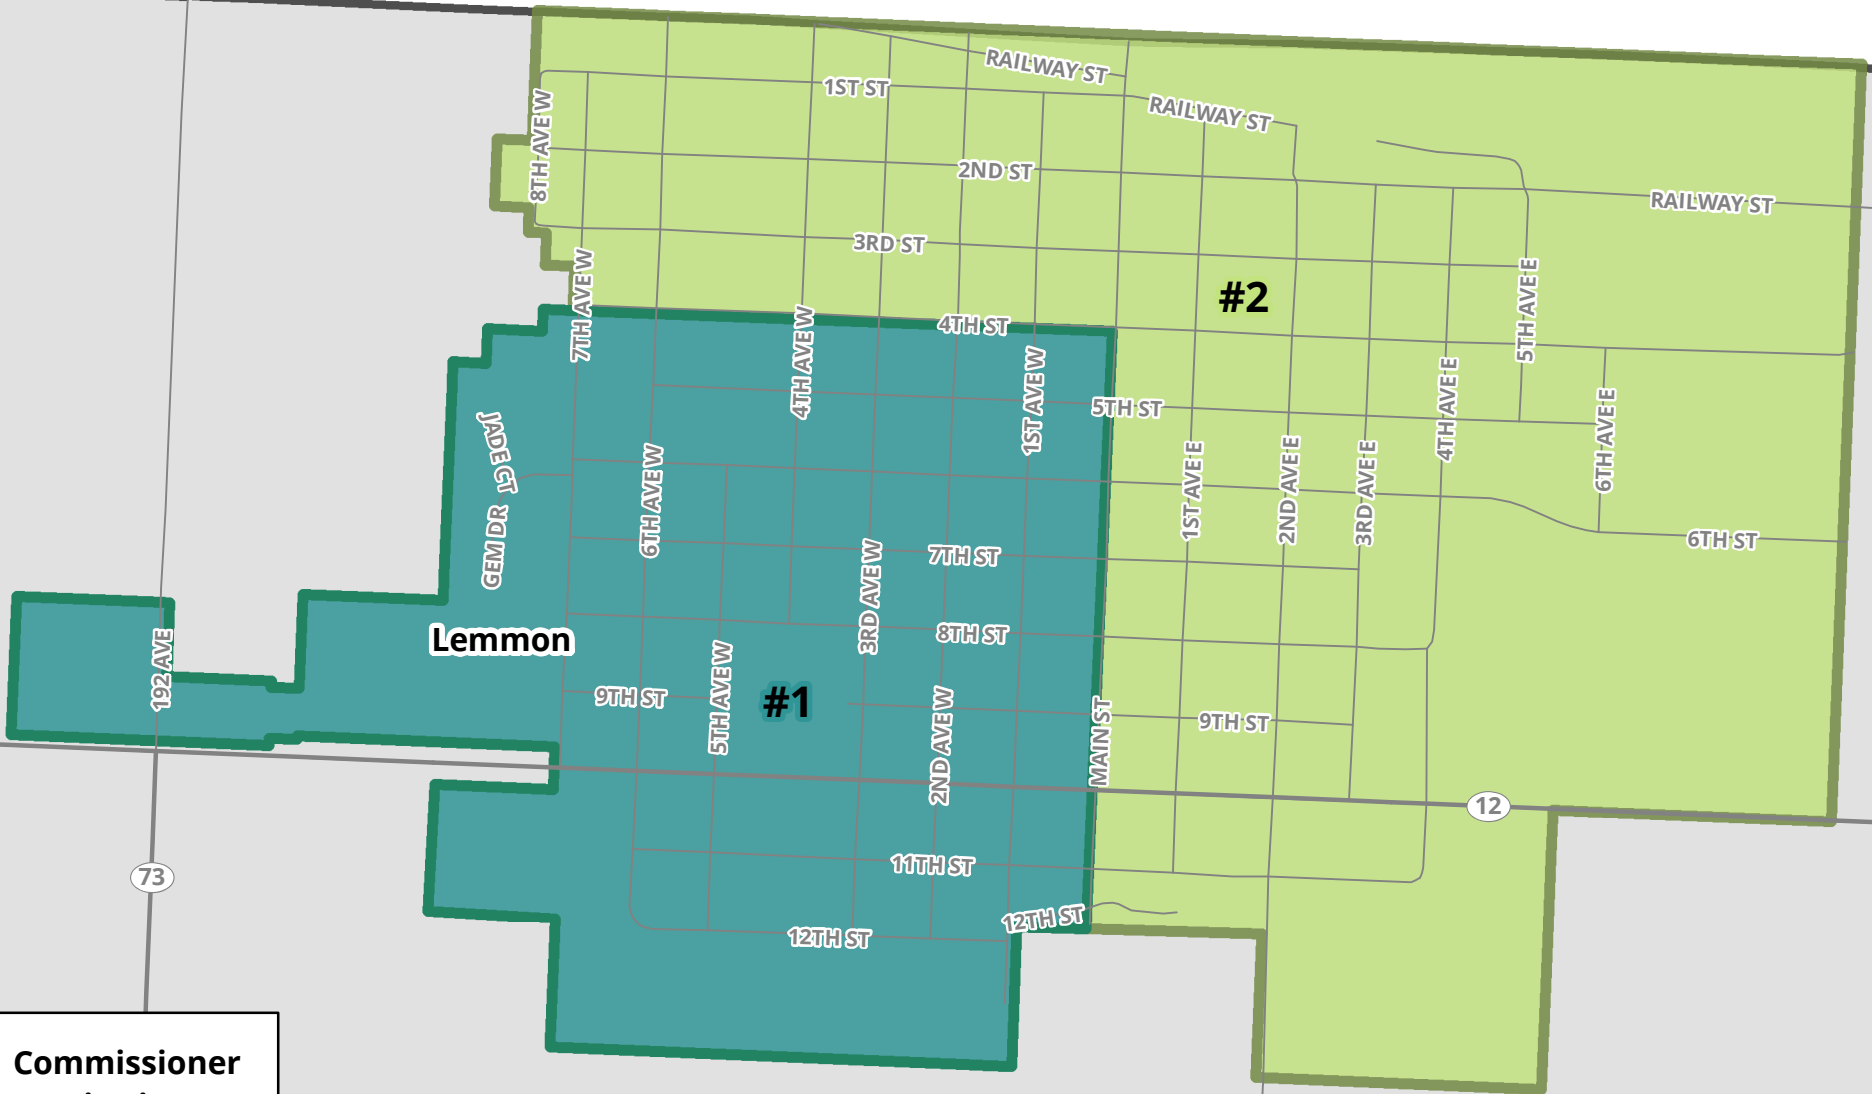 RAILWAY ST
1ST ST
RAILWAY ST
8TH AVE W
2ND ST
RAILWAY ST
3RD ST
7TH AVE W
#2
5TH AVE E
4TH ST
4TH AVE W
1ST AVE W
5TH ST
4TH AVE E
6TH AVE E
JADE CT
6TH AVE W
1ST AVE E
2ND AVE E
3RD AVE E
GEM DR
7TH ST
6TH ST
3RD AVE W
Lemmon
8TH ST
192 AVE
9TH ST
5TH AVE W
#1
2ND AVE W
MAIN ST
9TH ST
12
11TH ST
73
12TH ST
12TH ST
Commissioner